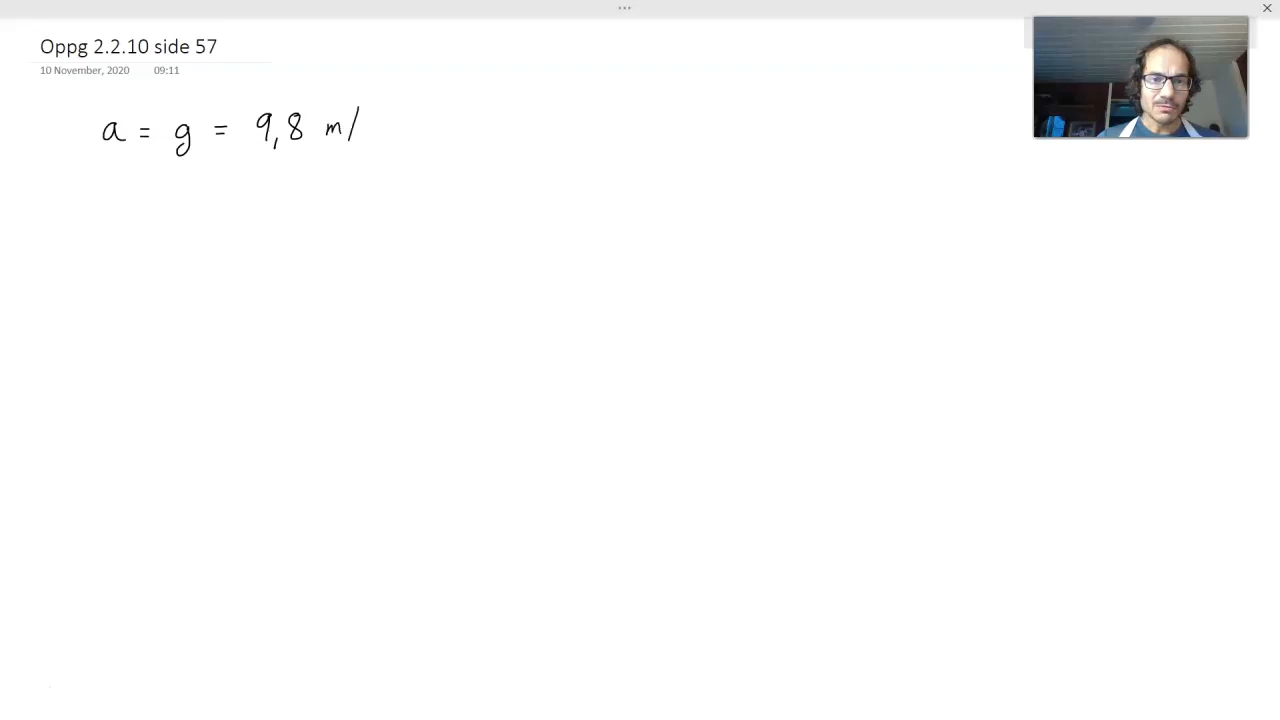 Oppg 2.2.10 side 57
10 November, 2020 09:11
a = g = 9,8 m/